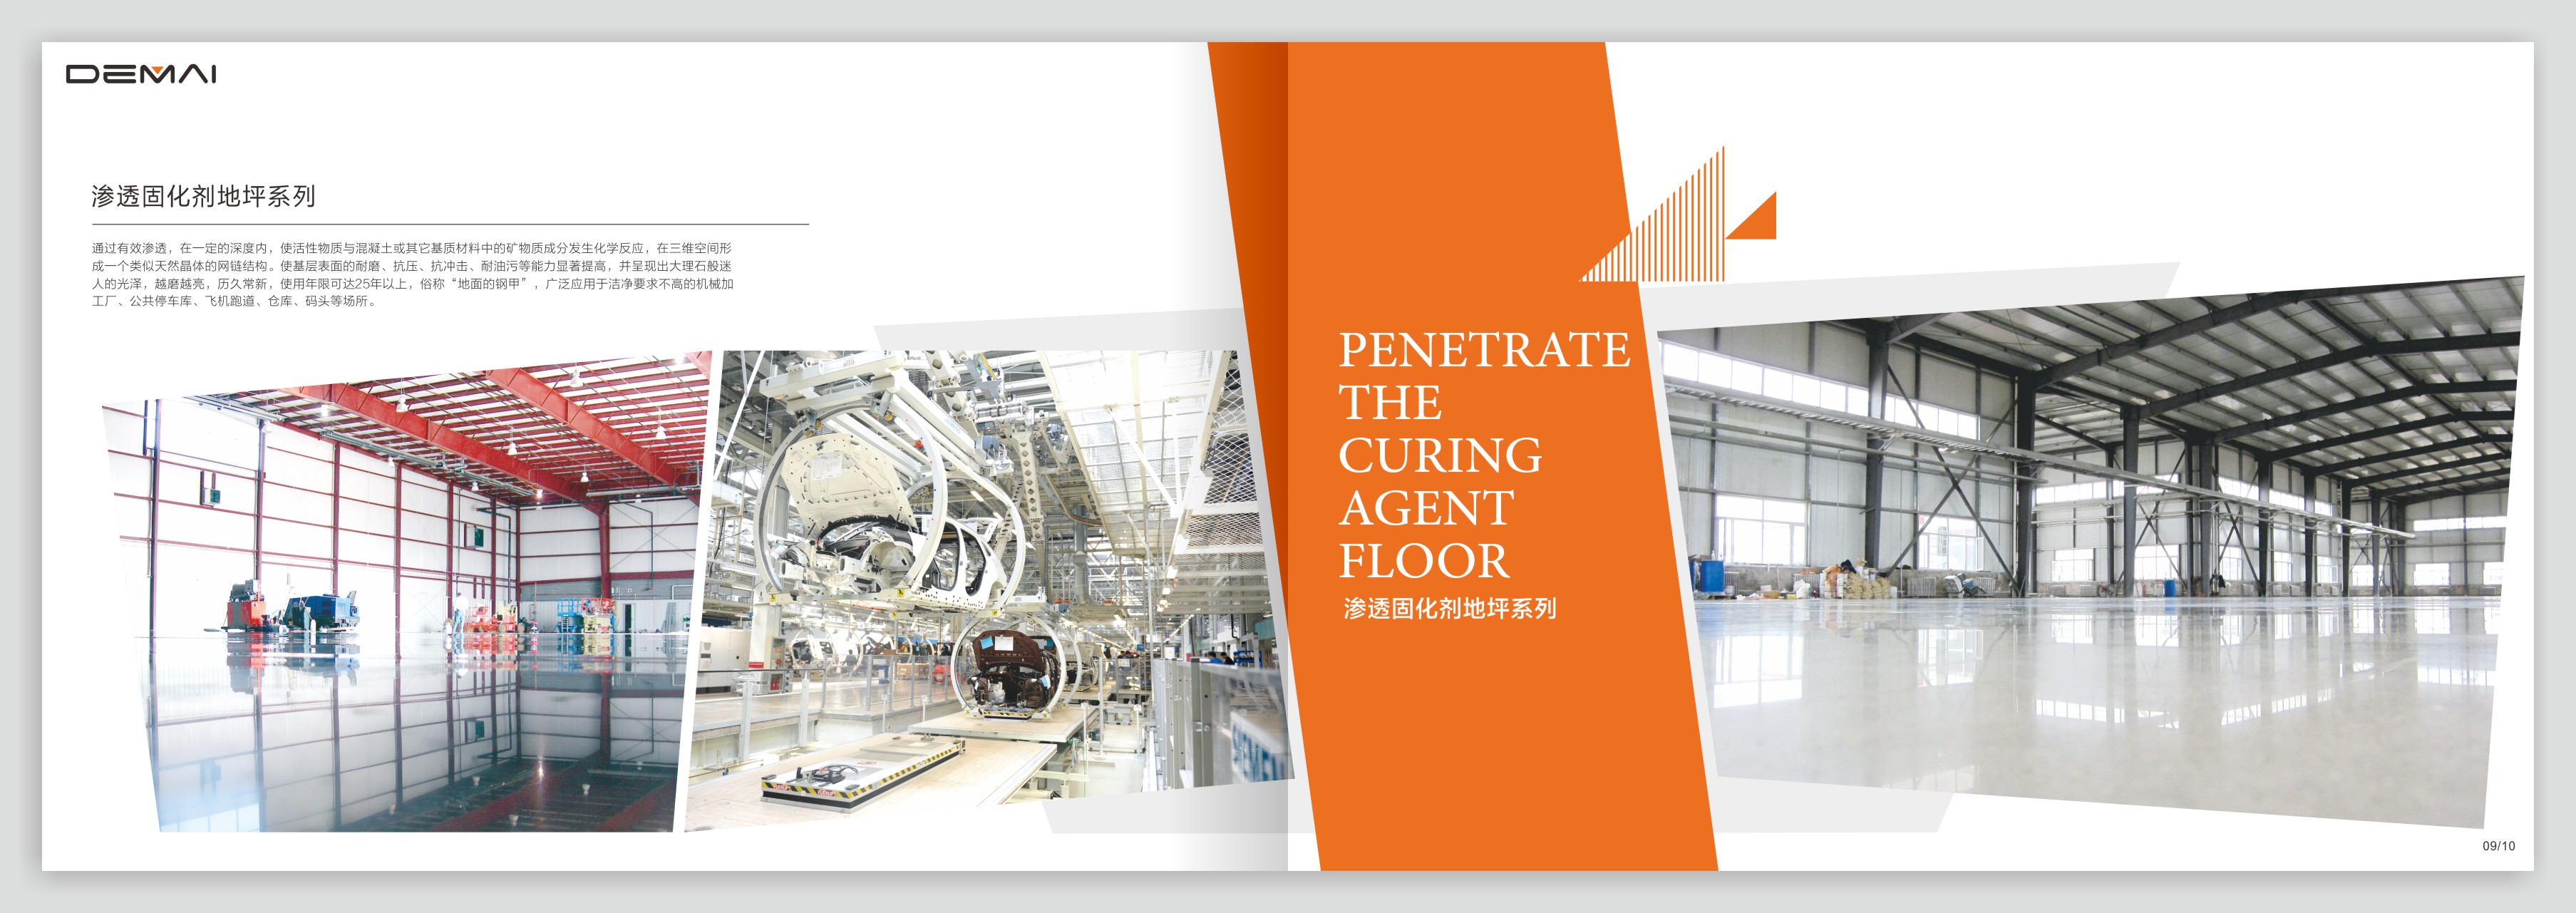 DEMAI
渗透固化剂地坪系列
通过有效渗透，在一定的深度内，使活性物质与混凝土或其它基质材料中的矿物质成分发生化学反应，在三维空间形
成一个类似天然晶体的网链结构。使基层表面的耐磨、抗压、抗冲击、耐油污等能力显著提高，并呈现出大理石般迷
人的光泽，越磨越亮，历久常新，使用年限可达25年以上，俗称“地面的钢甲”，广泛应用于洁净要求不高的机械加
工厂、公共停车库、飞机跑道、仓库、码头等场所。
PENETRATE
THE
CURING
AGENT
FLOOR
渗透固化剂地坪系列
09/10